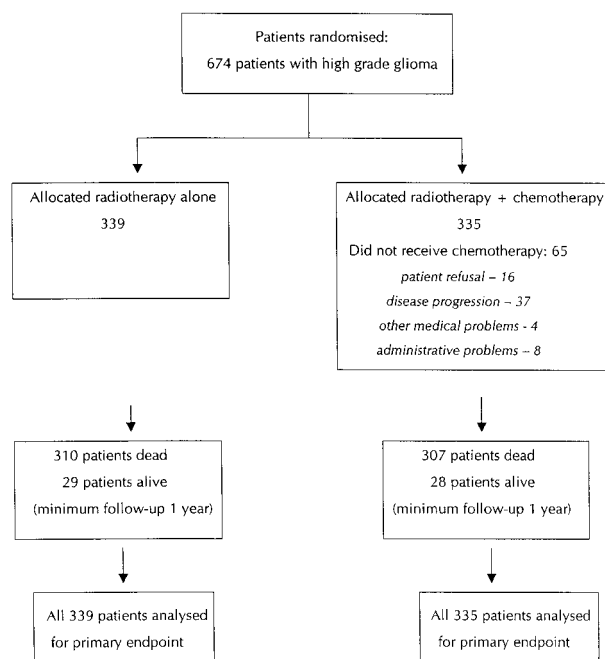 Patients randomised:
674 patients with high grade glioma
Allocated radiotherapy alone
339
Allocated radiotherapy + chemotherapy
335
Did not receive chemotherapy: 65
patient refusal – 16
disease progression – 37
other medical problems - 4
administrative problems – 8
310 patients dead
29 patients alive
(minimum follow-up 1 year)
307 patients dead
28 patients alive
(minimum follow-up 1 year)
All 339 patients analysed
for primary endpoint
All 335 patients analysed
for primary endpoint